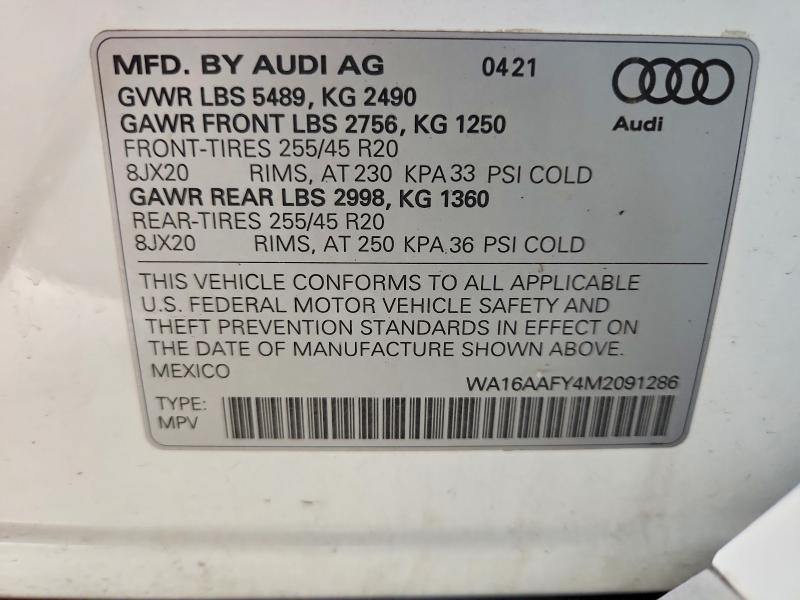 MFD. BY AUDI AG 0421
GVWR LBS 5489, KG 2490
GAWR FRONT LBS 2756, KG 1250
Audi
FRONT-TIRES 255/45 R20
8JX20 RIMS, AT 230 KPA 33 PSI COLD
GAWR REAR LBS 2998, KG 1360
REAR-TIRES 255/45 R20
8JX20 RIMS, AT 250 KPA 36 PSI COLD
THIS VEHICLE CONFORMS TO ALL APPLICABLE
U.S. FEDERAL MOTOR VEHICLE SAFETY AND
THEFT PREVENTION STANDARDS IN EFFECT ON
THE DATE OF MANUFACTURE SHOWN ABOVE.
MEXICO WA16AAFY4M2091286
TYPE:
MPV